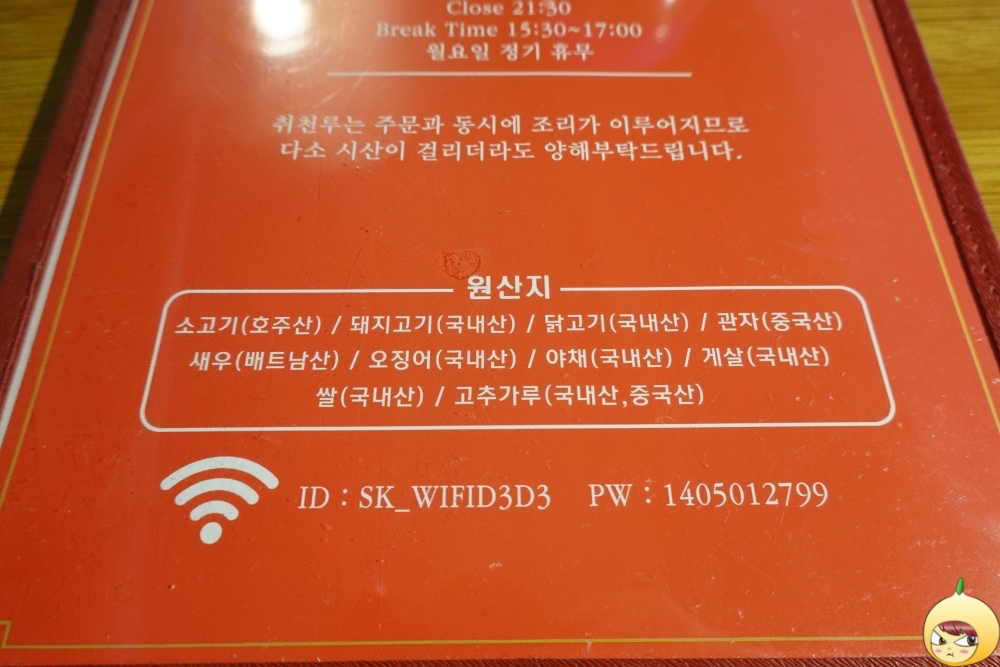 Close 21:30
Break Time 15:30~17:00
월요일 정기 휴무
취천루는 주문과 동시에 조리가 이루어지므로
다소 시산이 걸리더라도 양해부탁드립니다.
원산지
소고기(호주산) / 돼지고기(국내산) / 닭고기(국내산) / 관자(중국산)
새우(배트남산) / 오징어(국내산) / 야채(국내산) / 게살(국내산)
쌀(국내산) / 고추가루(국내산,중국산)
ID : SK_WIFID3D3 PW : 1405012799